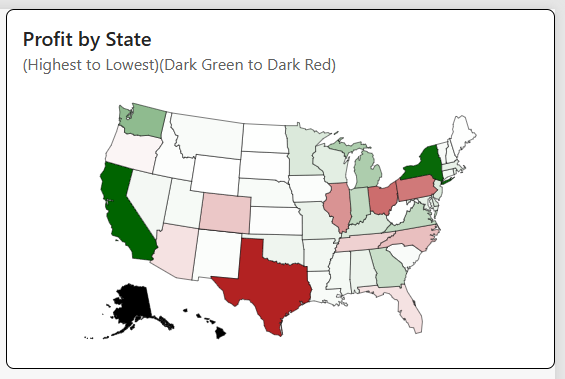 Profit by State
(Highest to Lowest)(Dark Green to Dark Red)